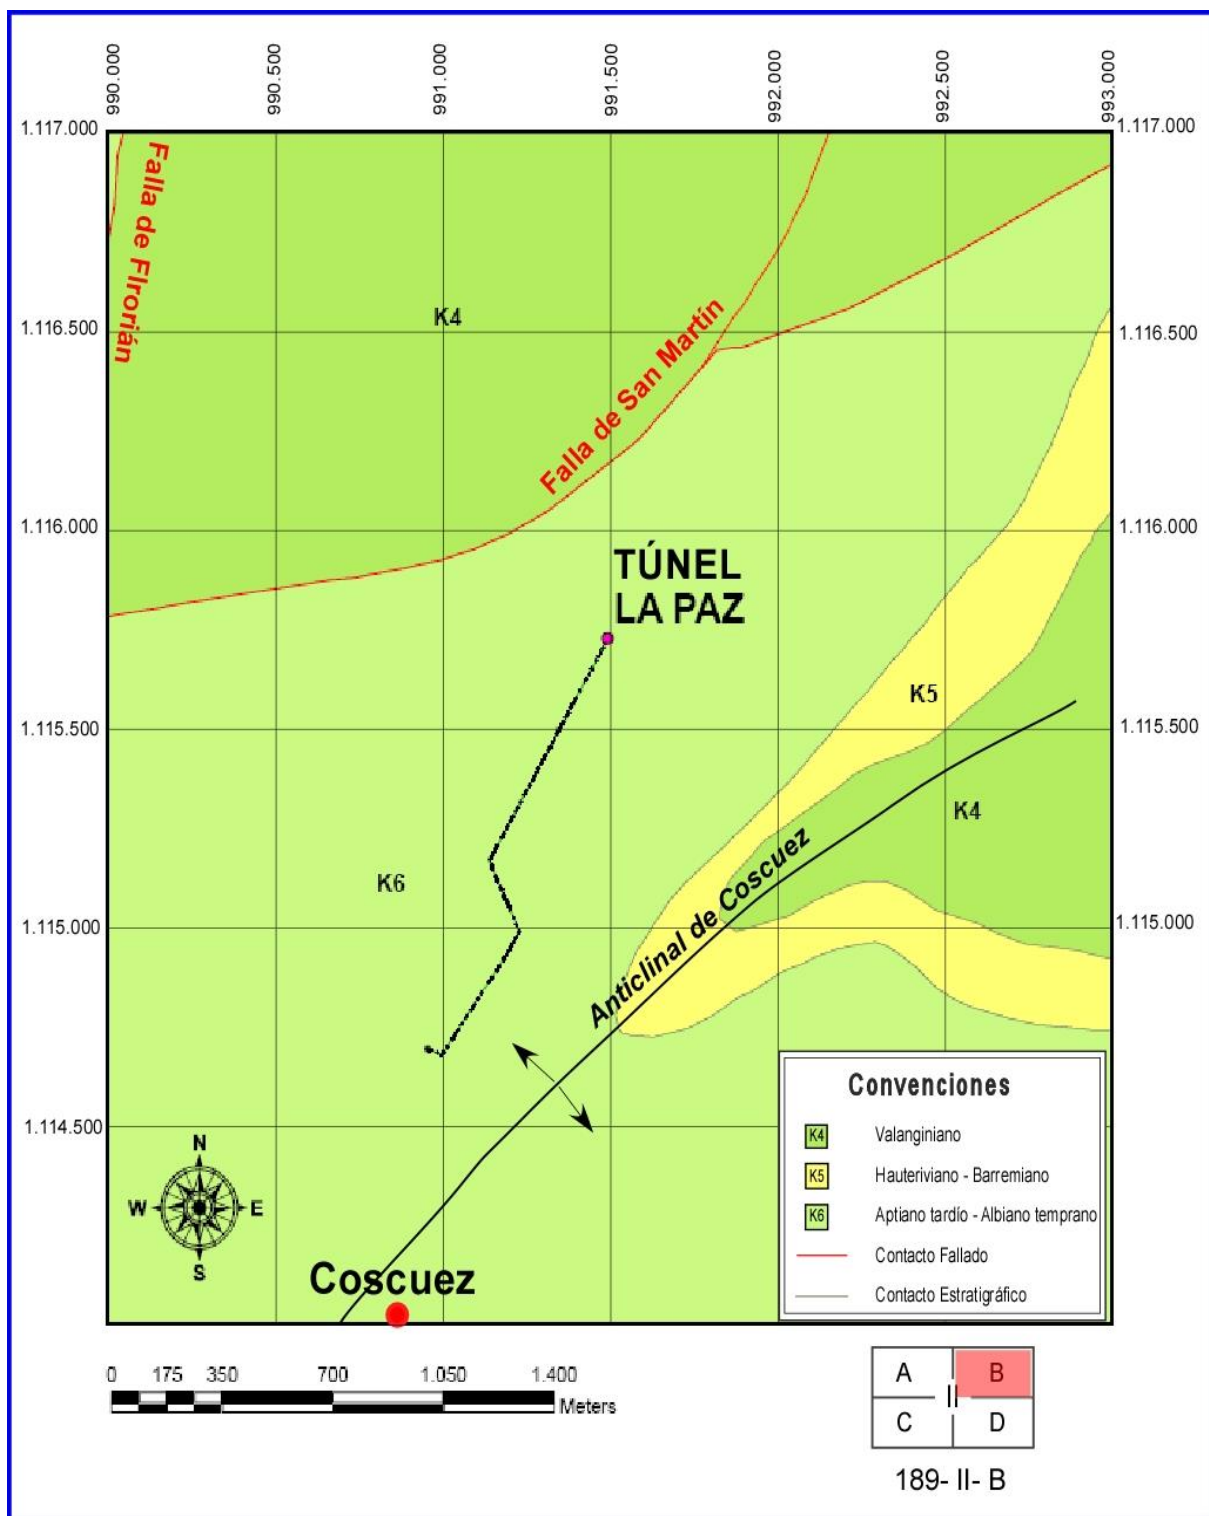 990.000
990.500
991.000
991.500
992.000
992.500
993.000
1.117.000
1.117.000
Falla de Flrorián
K4
Falla de San Martín
1.116.500
1.116.500
1.116.000
1.116.000
TÚNEL
LA PAZ
K5
1.115.500
1.115.500
K4
K6
Anticlinal de Coscuez
1.115.000
1.115.000
1.114.500
N
W
E
S
Coscuez
Convenciones
K4 Valanginiano
K5 Hauteriviano - Barremiano
K6 Aptiano tardío - Albiano temprano
Contacto Fallado
Contacto Estratigráfico
0 175 350 700 1.050 1.400
Meters
A B
II
C D
189- II- B